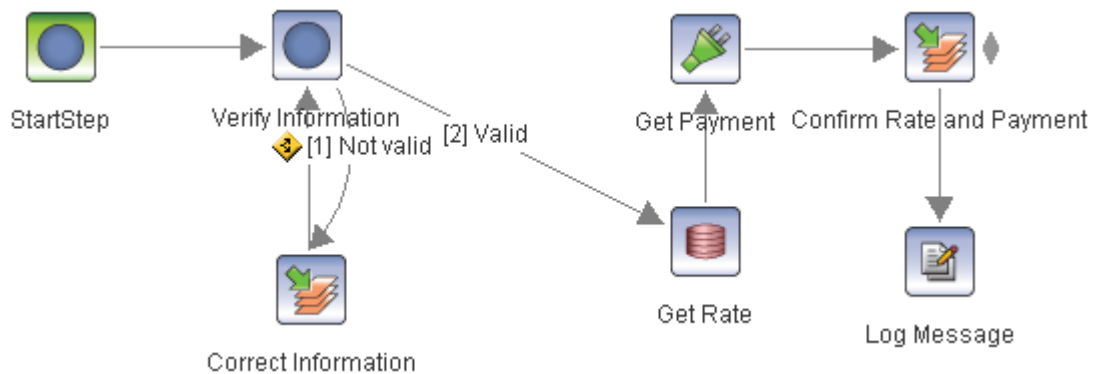 StartStep
Verify Information
[1] Not valid
[2] Valid
Get Payment
Confirm Rate and Payment
Get Rate
Log Message
Correct Information